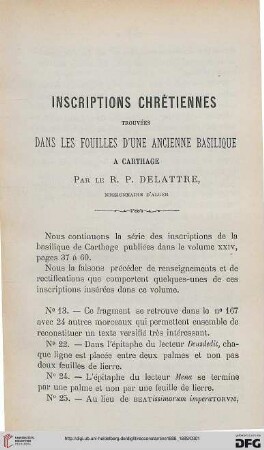 INSCRIPTIONS CHRÉTIENNES
TROUVÉES
DANS LES FOUILLES D'UNE ANCIENNE BASILIQUE
A CARTHAGE
PAR LE R. P. DELATTRE,
MISSIONNAIRE D'ALGER
Nous continuons la série des inscriptions de la
basilique de Carthage publiées dans le volume XXIV,
pages 37 à 69.
Nous la faisons précéder de renseignements et de
rectifications que comportent quelques-unes de ces
inscriptions insérées dans ce volume.
N° 13. — Ce fragment se retrouve dans le n° 167
avec 24 autres morceaux qui permettent ensemble de
reconstituer un texte versifié très intéressant.
N° 22. — Dans l'épitaphe du lecteur Deusdedit, cha-
que ligne est placée entre deux palmes et non pas
deux feuilles de lierre.
N° 24. — L'épitaphe du lecteur Mena se termine
par une palme et non par une feuille de lierre.
N° 25. — Au lieu de BEATissimorum imperatORVM,
DFG